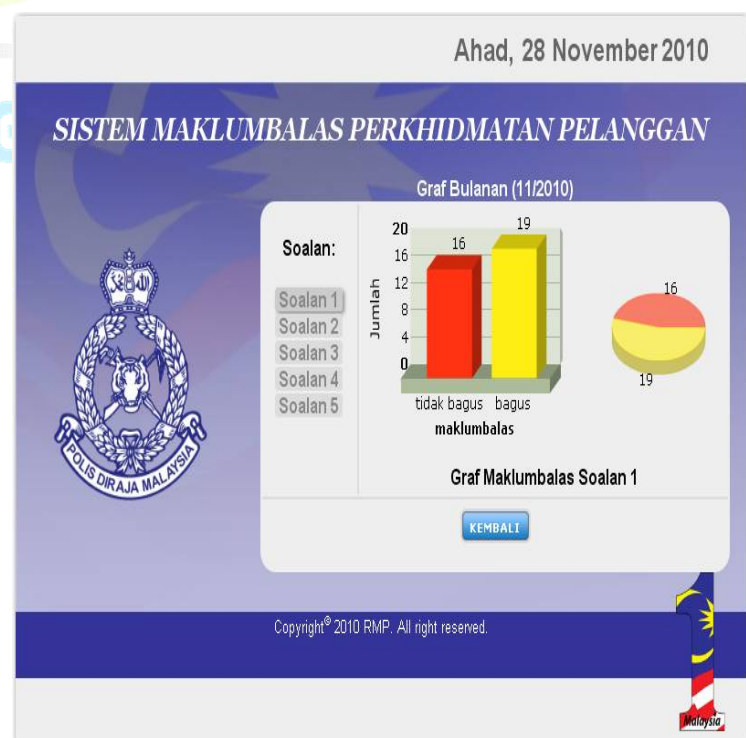 Ahad, 28 November 2010
SISTEM MAKLUMBALAS PERKHIDMATAN PELANGGAN
Graf Bulanan (11/2010)
Soalan:
Soalan 1
Soalan 2
Soalan 3
Soalan 4
Soalan 5
Jumlah
20
16
12
8
4
0
16
19
tidak bagus bagus
maklumbalas
16
19
Graf Maklumbalas Soalan 1
KEMBALI
POLIS DIRAJA MALAYSIA
Copyright© 2010 RMP. All right reserved.
1
Malaysia